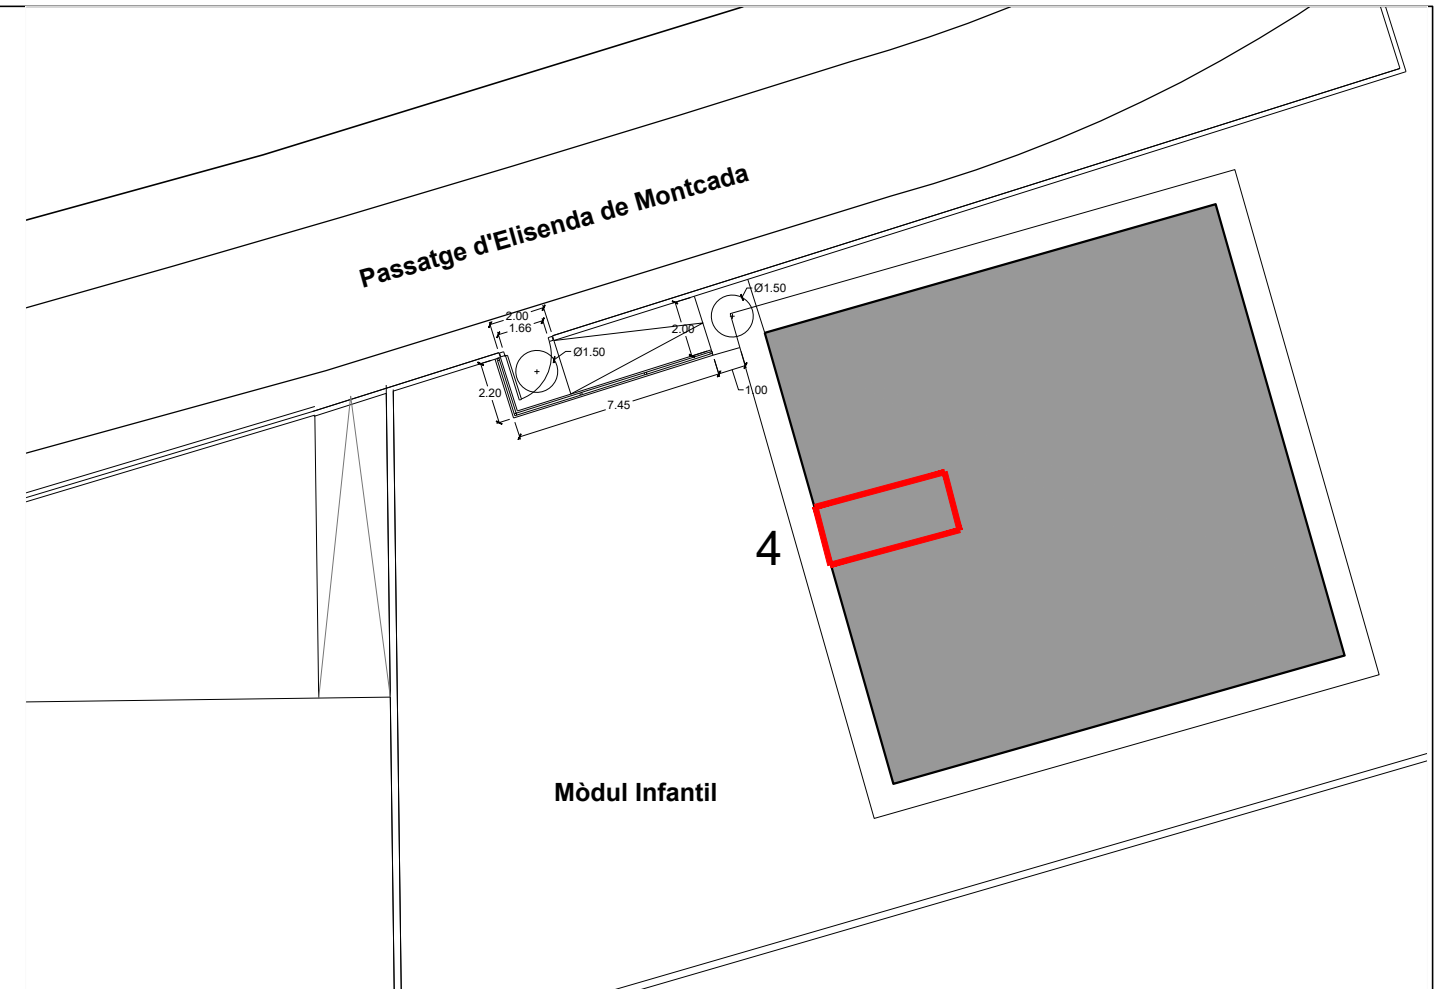 Passatge d'Elisenda de Montcada
2.00
1.66
Ø1.50
2.00
Ø1.50
2.20
7.45
1.00
4
Mòdul Infantil